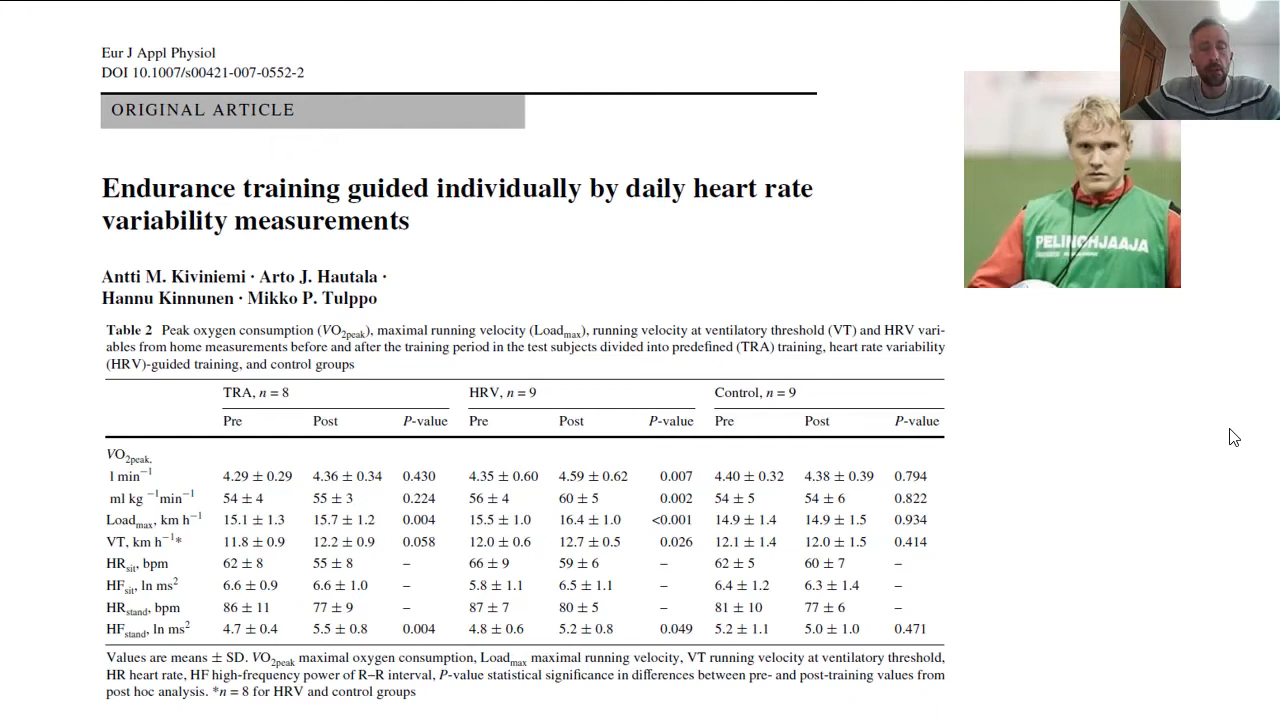 Eur J Appl Physiol
DOI 10.1007/s00421-007-0552-2
ORIGINAL ARTICLE
Endurance training guided individually by daily heart rate
variability measurements
Antti M. Kiviniemi · Arto J. Hautala ·
Hannu Kinnunen · Mikko P. Tulppo
PELINOHJAAJA
Table 2 Peak oxygen consumption (VO2peak), maximal running velocity (Loadmax), running velocity at ventilatory threshold (VT) and HRV vari-
ables from home measurements before and after the training period in the test subjects divided into predefined (TRA) training, heart rate variability
(HRV)-guided training, and control groups
TRA, n = 8 HRV, n = 9 Control, n = 9
Pre Post P-value Pre Post P-value Pre Post P-value
VO2peak,
l min−1 4.29 ± 0.29 4.36 ± 0.34 0.430 4.35 ± 0.60 4.59 ± 0.62 0.007 4.40 ± 0.32 4.38 ± 0.39 0.794
ml kg −1min−1 54 ± 4 55 ± 3 0.224 56 ± 4 60 ± 5 0.002 54 ± 5 54 ± 6 0.822
Loadmax, km h−1 15.1 ± 1.3 15.7 ± 1.2 0.004 15.5 ± 1.0 16.4 ± 1.0 <0.001 14.9 ± 1.4 14.9 ± 1.5 0.934
VT, km h−1* 11.8 ± 0.9 12.2 ± 0.9 0.058 12.0 ± 0.6 12.7 ± 0.5 0.026 12.1 ± 1.4 12.0 ± 1.5 0.414
HRsit, bpm 62 ± 8 55 ± 8 – 66 ± 9 59 ± 6 – 62 ± 5 60 ± 7 –
HFsit, ln ms2 6.6 ± 0.9 6.6 ± 1.0 – 5.8 ± 1.1 6.5 ± 1.1 – 6.4 ± 1.2 6.3 ± 1.4 –
HRstand, bpm 86 ± 11 77 ± 9 – 87 ± 7 80 ± 5 – 81 ± 10 77 ± 6 –
HFstand, ln ms2 4.7 ± 0.4 5.5 ± 0.8 0.004 4.8 ± 0.6 5.2 ± 0.8 0.049 5.2 ± 1.1 5.0 ± 1.0 0.471
Values are means ± SD. VO2peak maximal oxygen consumption, Loadmax maximal running velocity, VT running velocity at ventilatory threshold,
HR heart rate, HF high-frequency power of R–R interval, P-value statistical significance in differences between pre- and post-training values from
post hoc analysis. *n = 8 for HRV and control groups